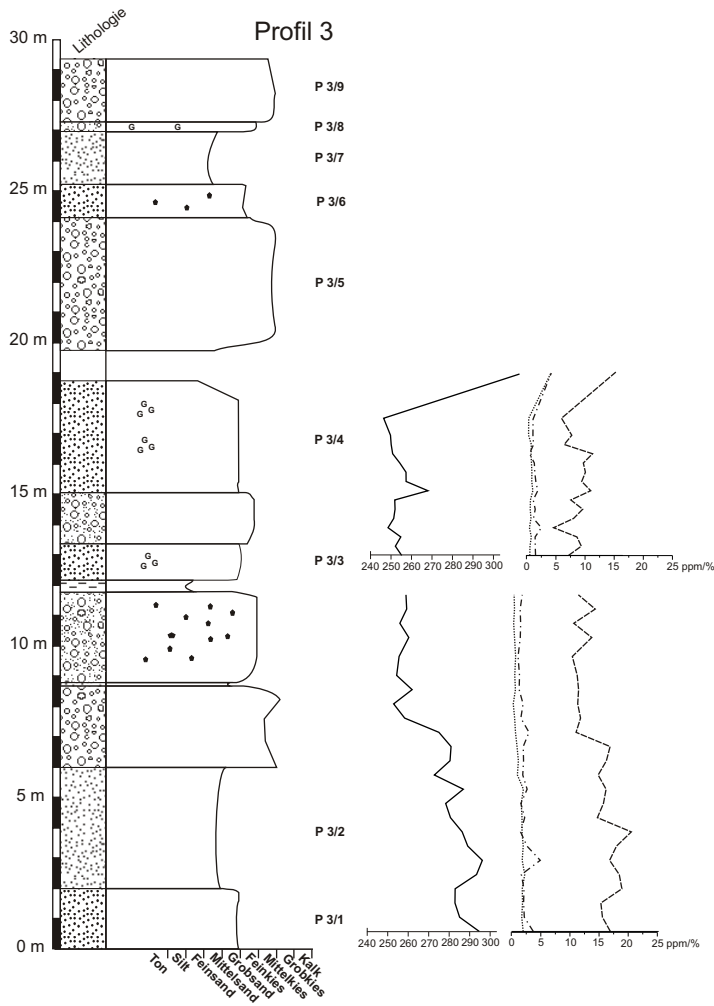 Profil 3
Lithologie
30 m
P 3/9
G G
P 3/8
P 3/7
25 m
P 3/6
P 3/5
20 m
G
G G
P 3/4
G
G G
15 m
G
G G
P 3/3
240 250 260 270 280 290 300
0 5 10 15 20 25 ppm/%
10 m
5 m
P 3/2
P 3/1
0 m
240 250 260 270 280 290 300
0 5 10 15 20 25 ppm/%
Ton
Silt
Feinsand
Mittelsand
Grobsand
Feinkies
Mittelkies
Grobkies
Kalk